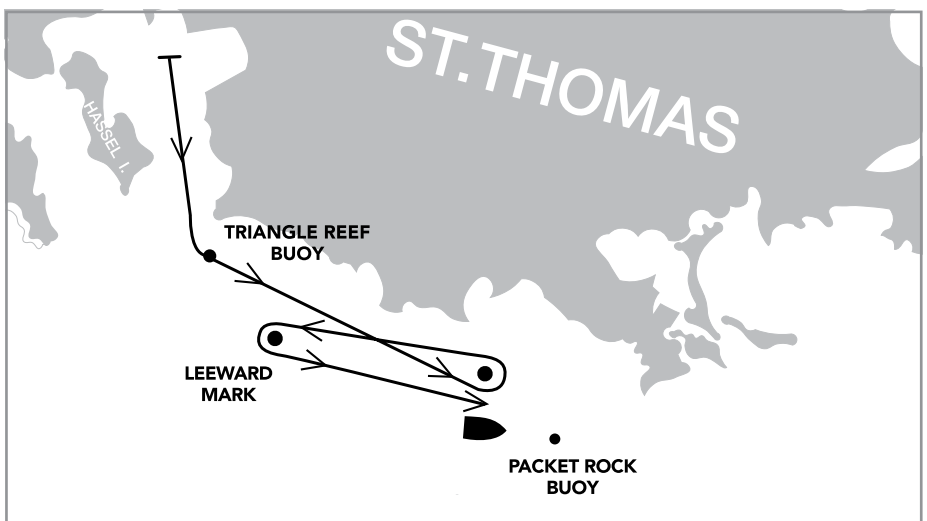 ST.THOMAS
HASSEL I.
TRIANGLE REEF
BUOY
LEEWARD
MARK
PACKET ROCK
BUOY